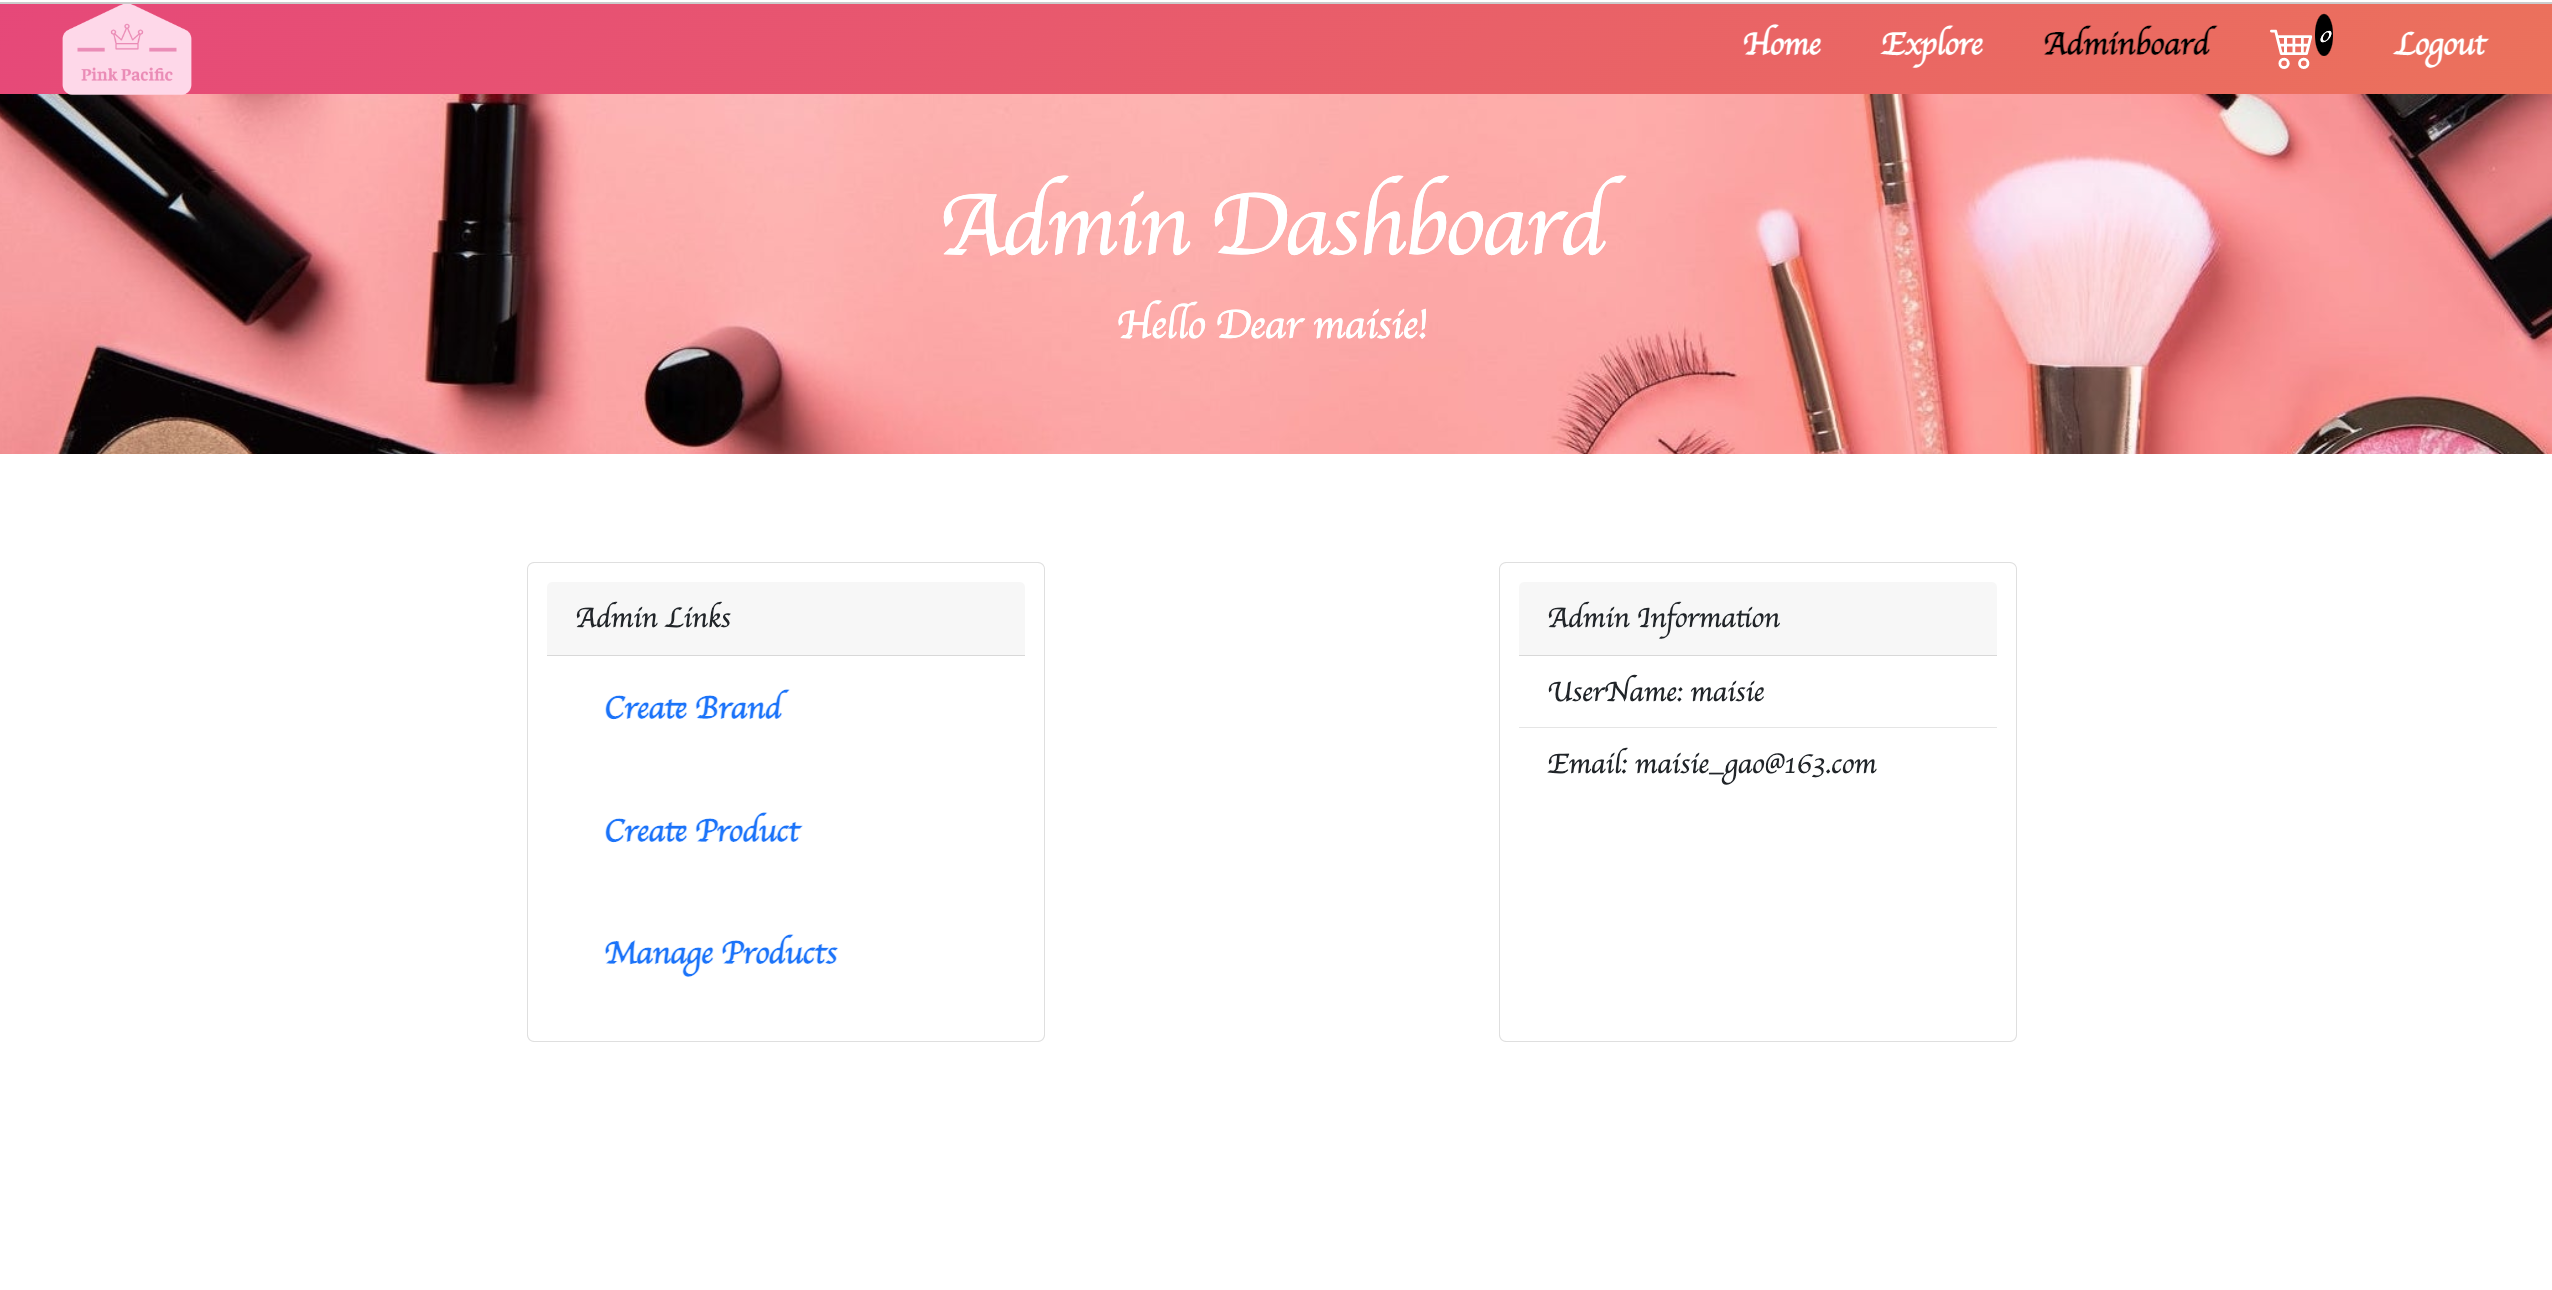 Pink Pacific
Home Explore Adminboard 0 Logout
Admin Dashboard
Hello Dear maisie!
Admin Links
Create Brand
Create Product
Manage Products
Admin Information
UserName: maisie
Email: maisie_gao@163.com